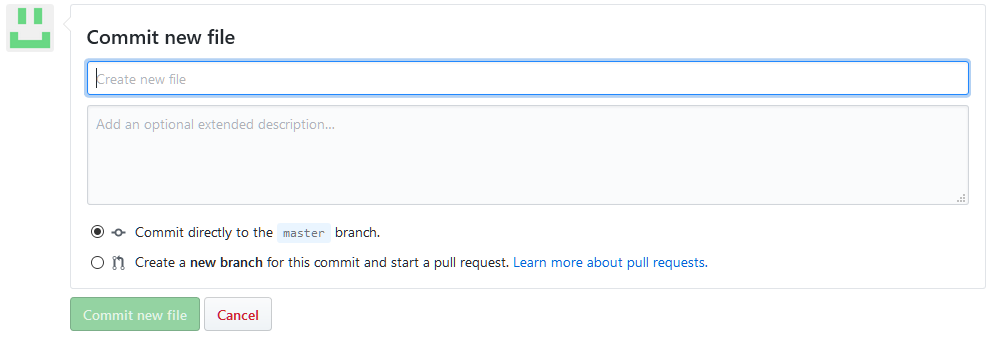 Commit new file
Create new file
Add an optional extended description...
Commit directly to the master branch.
Create a new branch for this commit and start a pull request. Learn more about pull requests.
Commit new file
Cancel